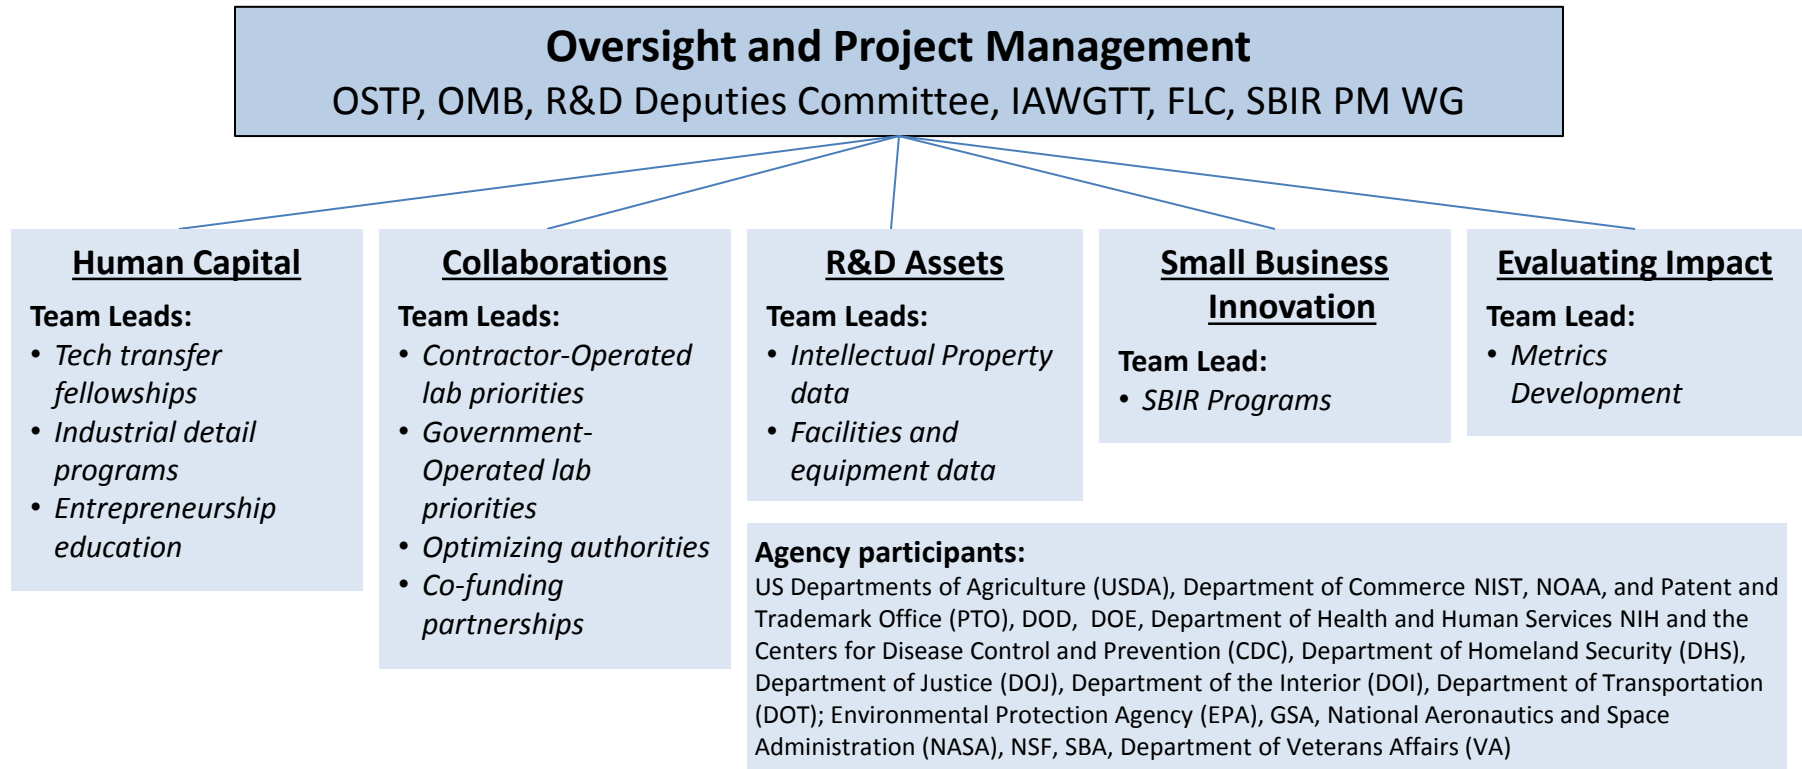 Oversight and Project Management
OSTP, OMB, R&D Deputies Committee, IAWGTT, FLC, SBIR PM WG
Human Capital
Team Leads:
• Tech transfer
fellowships
• Industrial detail
programs
• Entrepreneurship
education
Collaborations
Team Leads:
• Contractor-Operated
lab priorities
• Government-
Operated lab
priorities
• Optimizing authorities
• Co-funding
partnerships
R&D Assets
Team Leads:
• Intellectual Property
data
• Facilities and
equipment data
Small Business
Innovation
Team Lead:
• SBIR Programs
Evaluating Impact
Team Lead:
• Metrics
Development
Agency participants:
US Departments of Agriculture (USDA), Department of Commerce NIST, NOAA, and Patent and
Trademark Office (PTO), DOD, DOE, Department of Health and Human Services NIH and the
Centers for Disease Control and Prevention (CDC), Department of Homeland Security (DHS),
Department of Justice (DOJ), Department of the Interior (DOI), Department of Transportation
(DOT); Environmental Protection Agency (EPA), GSA, National Aeronautics and Space
Administration (NASA), NSF, SBA, Department of Veterans Affairs (VA)